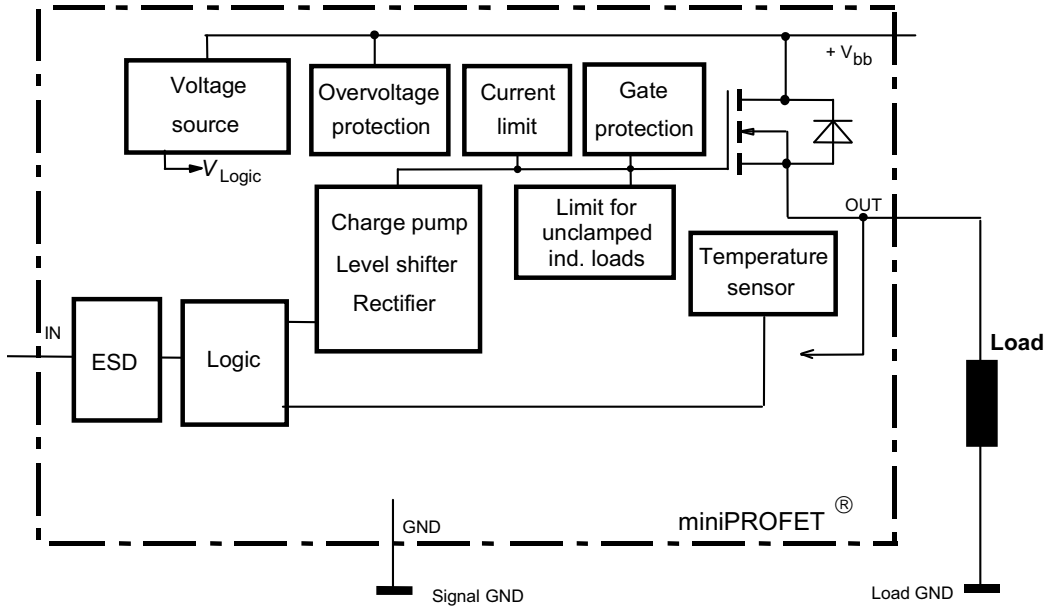 + V bb
Voltage
source
Overvoltage
protection
Current
limit
Gate
protection
V Logic
Charge pump
Level shifter
Rectifier
Limit for
unclamped
ind. loads
OUT
Temperature
sensor
IN
ESD
Logic
Load
GND
miniPROFET ®
Signal GND
Load GND